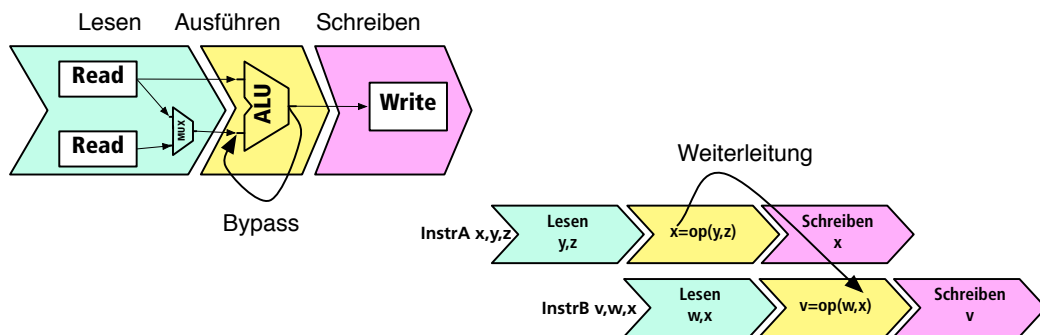 Lesen Ausführen Schreiben
Read
Read
MUX
ALU
Write
Bypass
Weiterleitung
InstrA x,y,z
Lesen
y,z
x=op(y,z)
Schreiben
x
InstrB v,w,x
Lesen
w,x
v=op(w,x)
Schreiben
v